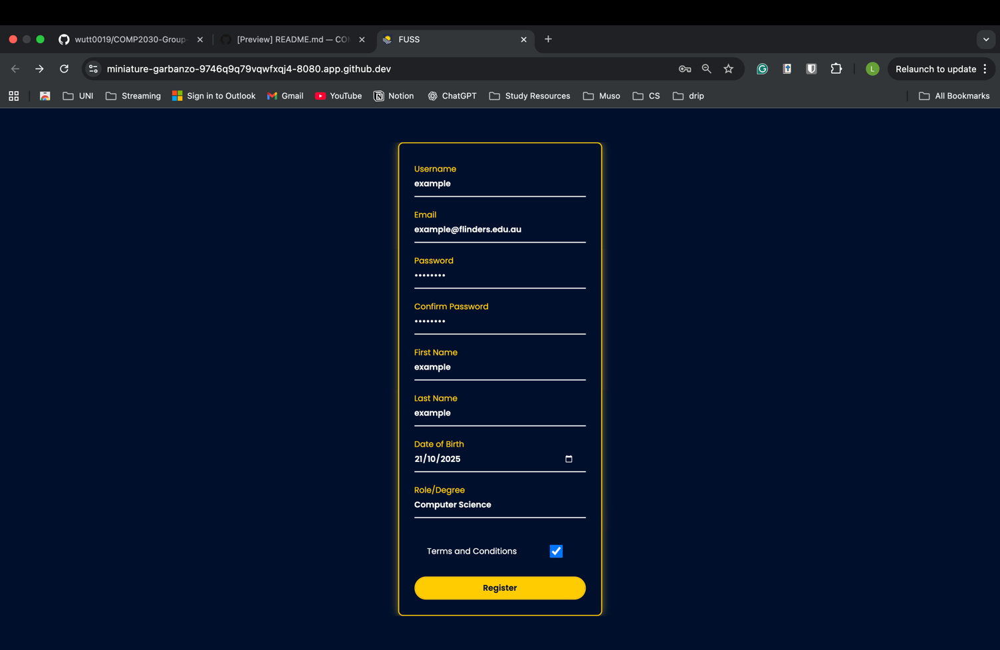 wutt0019/COMP2030-Group-
[Preview] README.md — CO
FUSS
miniature-garbanzo-9746q9q79vqwfxqj4-8080.app.github.dev
L
Relaunch to update
UNI
Streaming
Sign in to Outlook
Gmail
YouTube
Notion
ChatGPT
Study Resources
Muso
CS
drip
All Bookmarks
Username
example
Email
example@flinders.edu.au
Password
••••••••
Confirm Password
••••••••
First Name
example
Last Name
example
Date of Birth
21/10/2025
Role/Degree
Computer Science
Terms and Conditions
Register